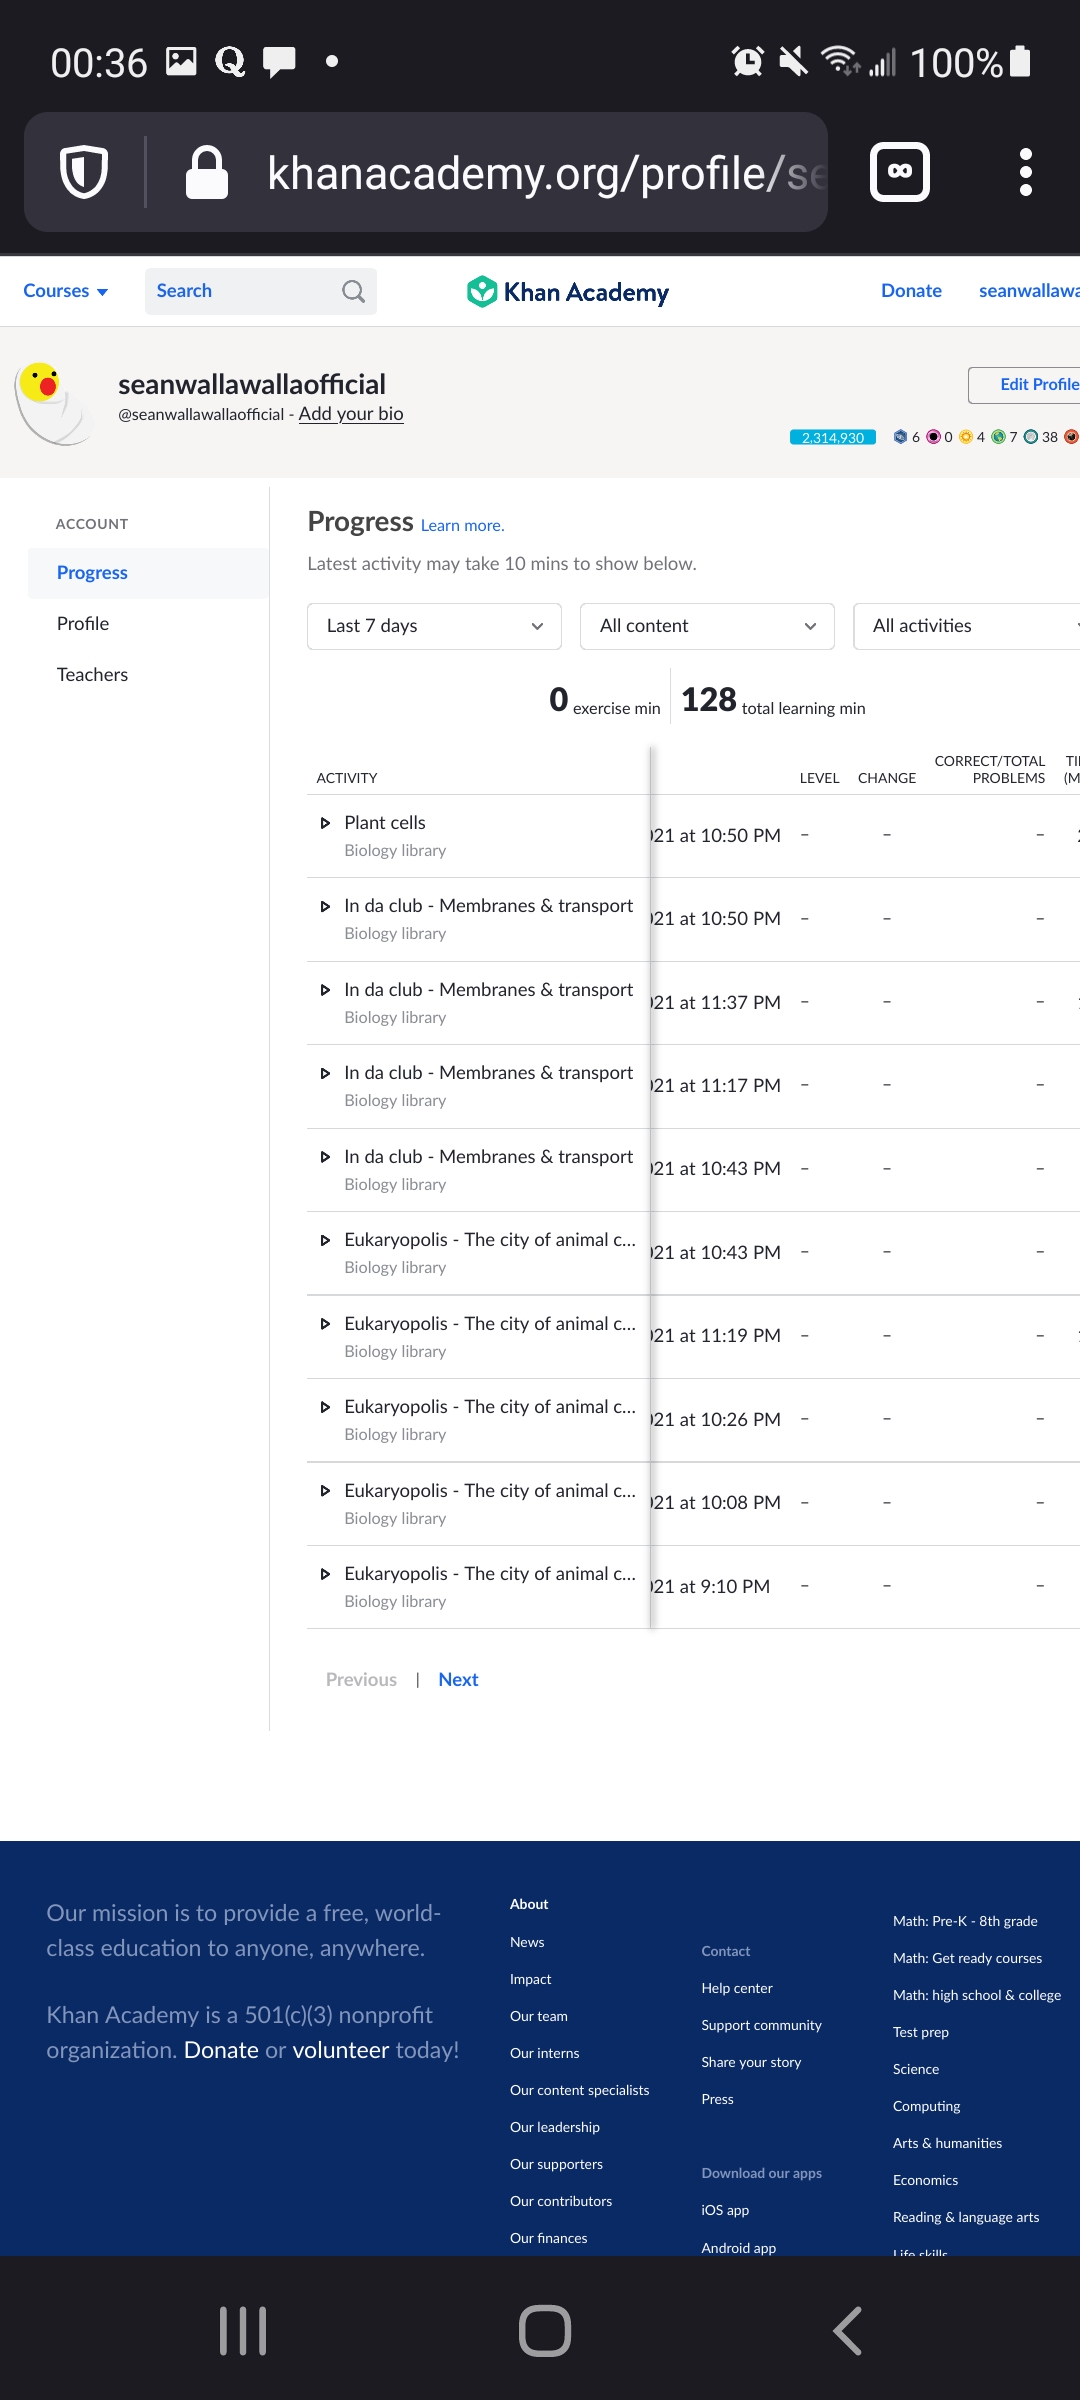 00:36
100%
khanacademy.org/profile/se
Courses
Search
Khan Academy
Donate
seanwallawa
seanwallawallaofficial
@seanwallawallaofficial - Add your bio
Edit Profile
2,314,930
6 0 4 7 38
ACCOUNT
Progress
Profile
Teachers
Progress Learn more.
Latest activity may take 10 mins to show below.
Last 7 days
All content
All activities
0 exercise min
128 total learning min
ACTIVITY
LEVEL
CHANGE
CORRECT/TOTAL
PROBLEMS
TI
(M
Plant cells
Biology library
021 at 10:50 PM – – –
In da club - Membranes & transport
Biology library
021 at 10:50 PM – – –
In da club - Membranes & transport
Biology library
021 at 11:37 PM – – –
In da club - Membranes & transport
Biology library
021 at 11:17 PM – – –
In da club - Membranes & transport
Biology library
021 at 10:43 PM – – –
Eukaryopolis - The city of animal c...
Biology library
021 at 10:43 PM – – –
Eukaryopolis - The city of animal c...
Biology library
021 at 11:19 PM – – –
Eukaryopolis - The city of animal c...
Biology library
021 at 10:26 PM – – –
Eukaryopolis - The city of animal c...
Biology library
021 at 10:08 PM – – –
Eukaryopolis - The city of animal c...
Biology library
021 at 9:10 PM – – –
Previous | Next
Our mission is to provide a free, world-
class education to anyone, anywhere.
Khan Academy is a 501(c)(3) nonprofit
organization. Donate or volunteer today!
About
News
Impact
Our team
Our interns
Our content specialists
Our leadership
Our supporters
Our contributors
Our finances
Contact
Help center
Support community
Share your story
Press
Download our apps
iOS app
Android app
Math: Pre-K - 8th grade
Math: Get ready courses
Math: high school & college
Test prep
Science
Computing
Arts & humanities
Economics
Reading & language arts
Life skills